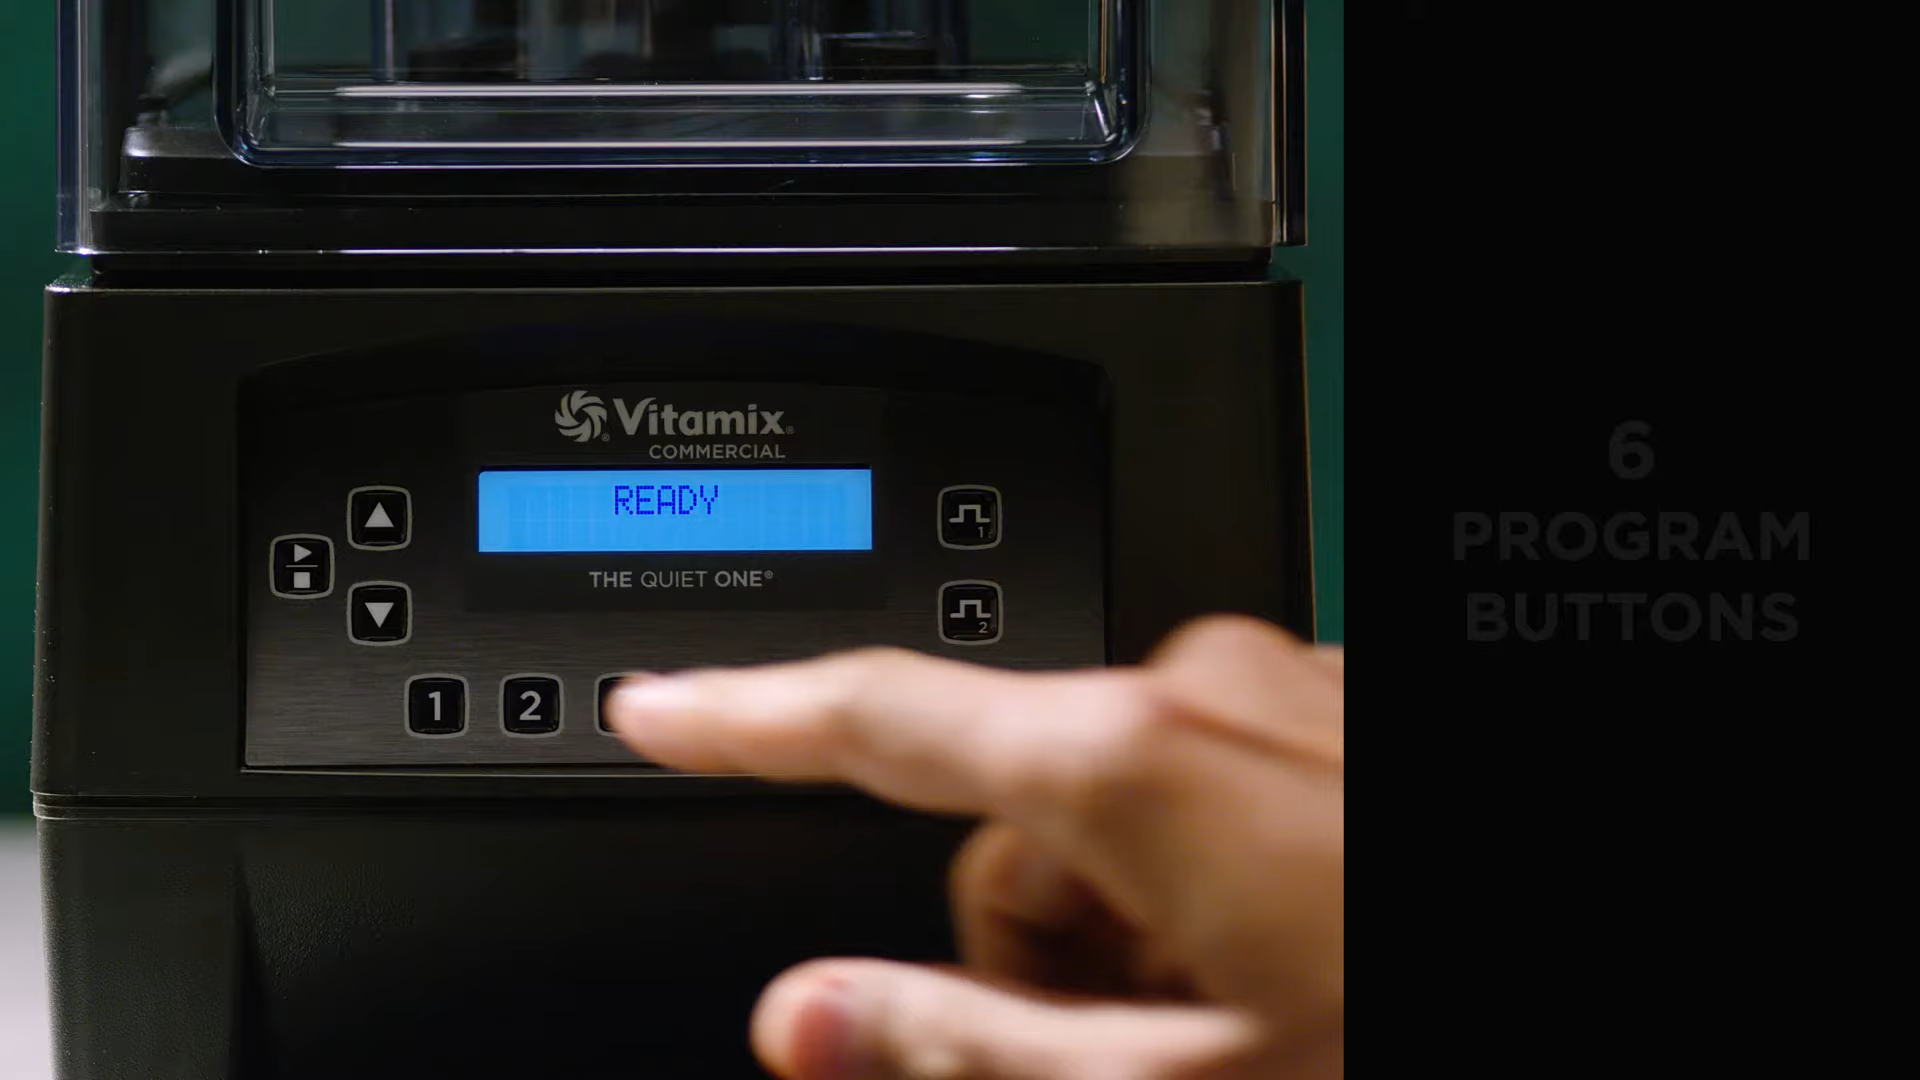 Vitamix®
COMMERCIAL
READY
THE QUIET ONE®
1
2
1 2
6
PROGRAM
BUTTONS